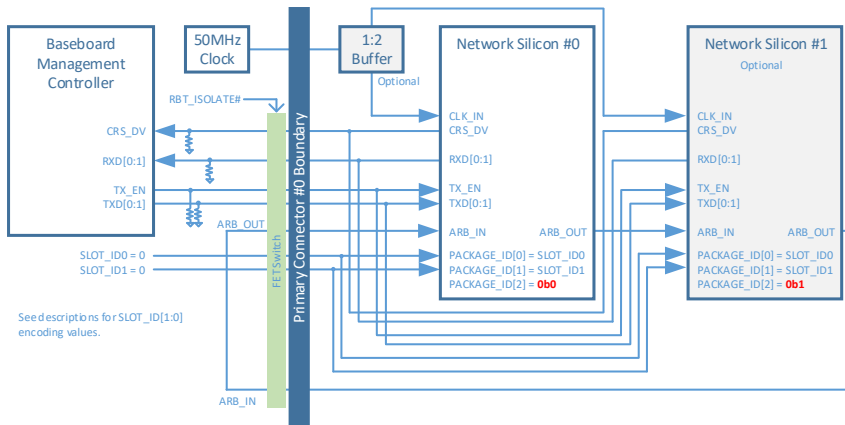 Baseboard
Management
Controller
CRS_DV
RXD[0:1]
TX_EN
TXD[0:1]
50MHz
Clock
RBT_ISOLATE#
1:2
Buffer
Optional
Network Silicon #0
CLK_IN
CRS_DV
RXD[0:1]
TX_EN
TXD[0:1]
ARB_IN
ARB_OUT
PACKAGE_ID[0] = SLOT_ID0
PACKAGE_ID[1] = SLOT_ID1
PACKAGE_ID[2] = 0b0
Network Silicon #1
Optional
CLK_IN
CRS_DV
RXD[0:1]
TX_EN
TXD[0:1]
ARB_IN
ARB_OUT
PACKAGE_ID[0] = SLOT_ID0
PACKAGE_ID[1] = SLOT_ID1
PACKAGE_ID[2] = 0b1
ARB_OUT
SLOT_ID0 = 0
SLOT_ID1 = 0
FET Switch
Primary Connector #0 Boundary
See descriptions for SLOT_ID[1:0]
encoding values.
ARB_IN